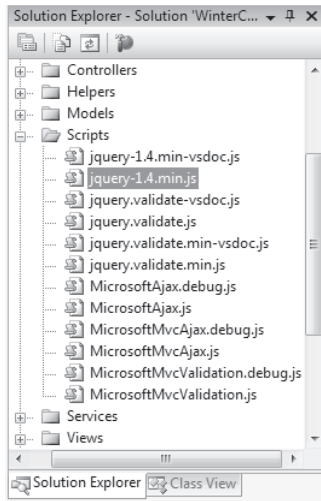 Solution Explorer - Solution 'WinterC...
Controllers
Helpers
Models
Scripts
jquery-1.4.min-vsdoc.js
jquery-1.4.min.js
jquery.validate-vsdoc.js
jquery.validate.js
jquery.validate.min-vsdoc.js
jquery.validate.min.js
MicrosoftAjax.debug.js
MicrosoftAjax.js
MicrosoftMvcAjax.debug.js
MicrosoftMvcAjax.js
MicrosoftMvcValidation.debug.js
MicrosoftMvcValidation.js
Services
Views
Solution Explorer Class View